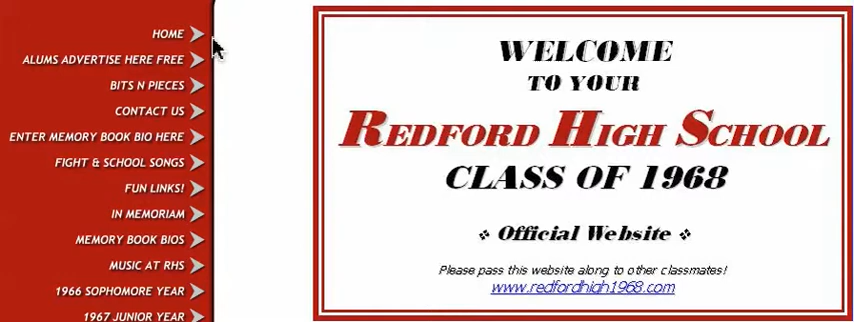 HOME
ALUMS ADVERTISE HERE FREE
BITS N PIECES
CONTACT US
ENTER MEMORY BOOK BIO HERE
FIGHT & SCHOOL SONGS
FUN LINKS!
IN MEMORIAM
MEMORY BOOK BIOS
MUSIC AT RHS
1966 SOPHOMORE YEAR
1967 JUNIOR YEAR
WELCOME
TO YOUR
REDFORD HIGH SCHOOL
CLASS OF 1968
❖ Official Website ❖
Please pass this website along to other classmates!
www.redfordhigh1968.com